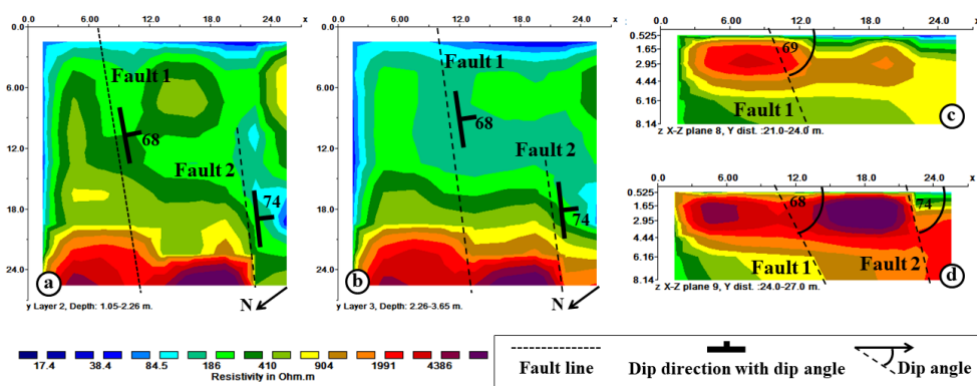 0.0 6.00 12.0 18.0 24.0 x
6.00
12.0
18.0
24.0
Fault 1
68
Fault 2
74
a
N
y Layer 2, Depth: 1.05-2.26 m.
0.0 6.00 12.0 18.0 24.0 x
6.00
12.0
18.0
24.0
Fault 1
68
Fault 2
74
b
N
y Layer 3, Depth: 2.26-3.65 m.
0.0 6.00 12.0 18.0 24.0 x
0.525
1.65
2.95
4.44
6.16
8.14
69
Fault 1
c
z X-Z plane 8, Y dist. :21.0-24.0 m.
0.0 6.00 12.0 18.0 24.0 x
0.525
1.65
2.95
4.44
6.16
8.14
68
74
Fault 1
Fault 2
d
z X-Z plane 9, Y dist. :24.0-27.0 m.
17.4 38.4 84.5 186 410 904 1991 4386
Resistivity in Ohm.m
Fault line
Dip direction with dip angle
Dip angle